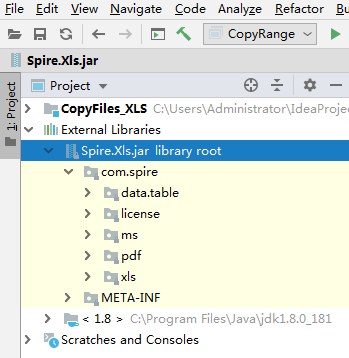 File Edit View Navigate Code Analyze Refactor
CopyRange
Spire.Xls.jar
1: Project
Project
CopyFiles_XLS C:\Users\Administrator\IdeaProje
External Libraries
Spire.Xls.jar library root
com.spire
data.table
license
ms
pdf
xls
META-INF
< 1.8 > C:\Program Files\Java\jdk1.8.0_181
Scratches and Consoles